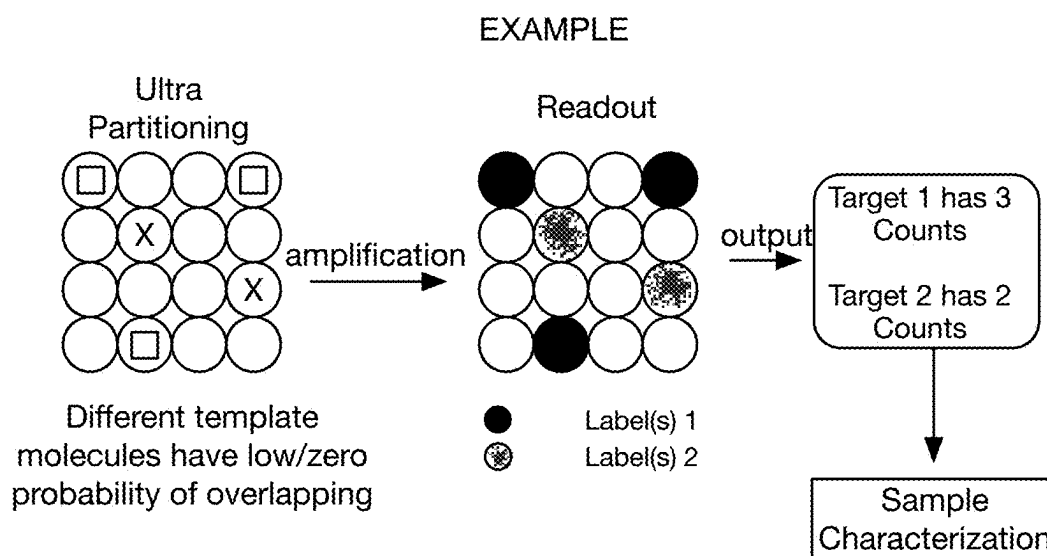 EXAMPLE
Ultra
Partitioning
X
X
Different template
molecules have low/zero
probability of overlapping
amplification
Readout
Label(s) 1
Label(s) 2
output
Target 1 has 3
Counts
Target 2 has 2
Counts
Sample
Characterization